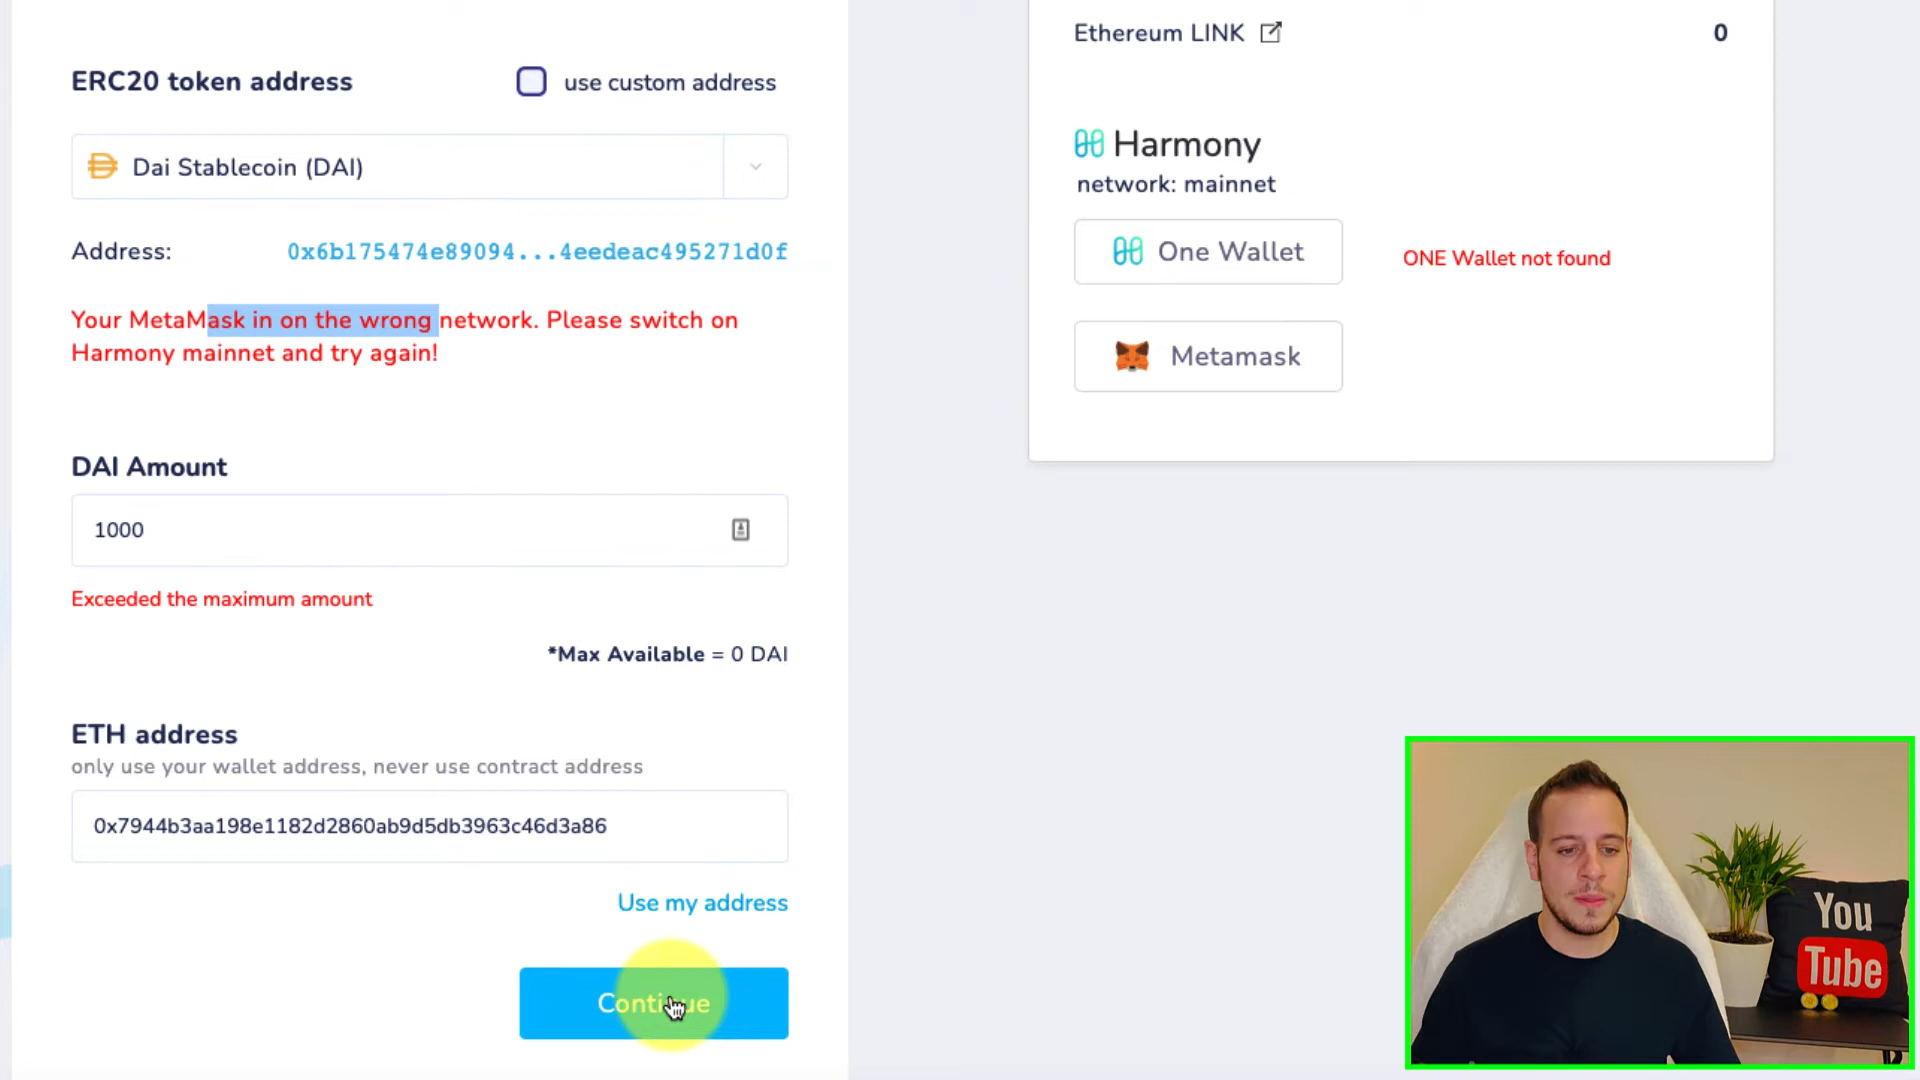 ERC20 token address
use custom address
Dai Stablecoin (DAI)
Address:
0x6b175474e89094...4eedeac495271d0f
Your MetaMask in on the wrong network. Please switch on
Harmony mainnet and try again!
DAI Amount
1000
Exceeded the maximum amount
*Max Available = 0 DAI
ETH address
only use your wallet address, never use contract address
0x7944b3aa198e1182d2860ab9d5db3963c46d3a86
Use my address
Continue
Ethereum LINK
0
Harmony
network: mainnet
One Wallet
ONE Wallet not found
Metamask
You
Tube